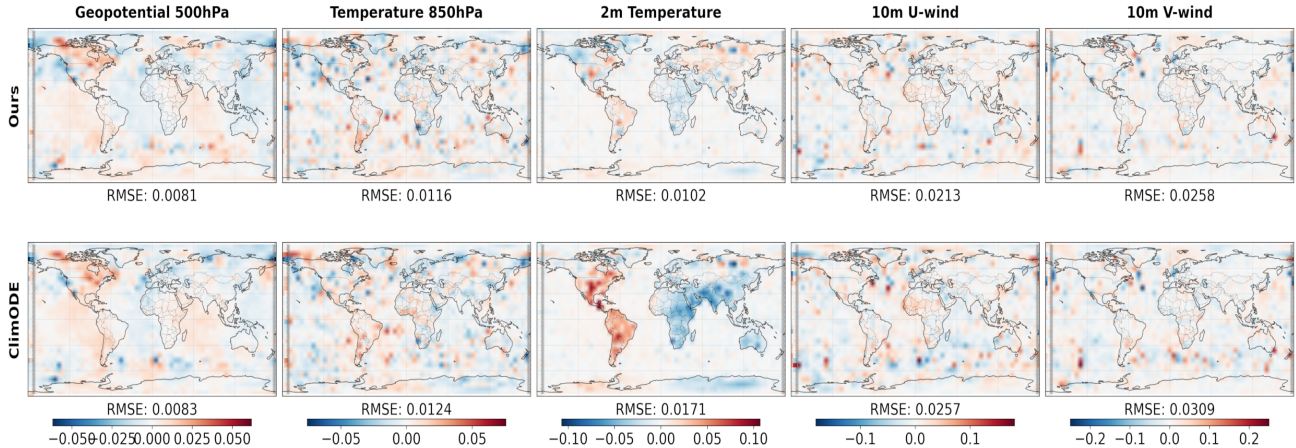 Geopotential 500hPa Temperature 850hPa 2m Temperature 10m U-wind 10m V-wind
Ours
RMSE: 0.0081 RMSE: 0.0116 RMSE: 0.0102 RMSE: 0.0213 RMSE: 0.0258
ClimODE
RMSE: 0.0083 RMSE: 0.0124 RMSE: 0.0171 RMSE: 0.0257 RMSE: 0.0309
−0.050 −0.025 0.000 0.025 0.050 −0.05 0.00 0.05 −0.10 −0.05 0.00 0.05 0.10 −0.1 0.0 0.1 −0.2 −0.1 0.0 0.1 0.2